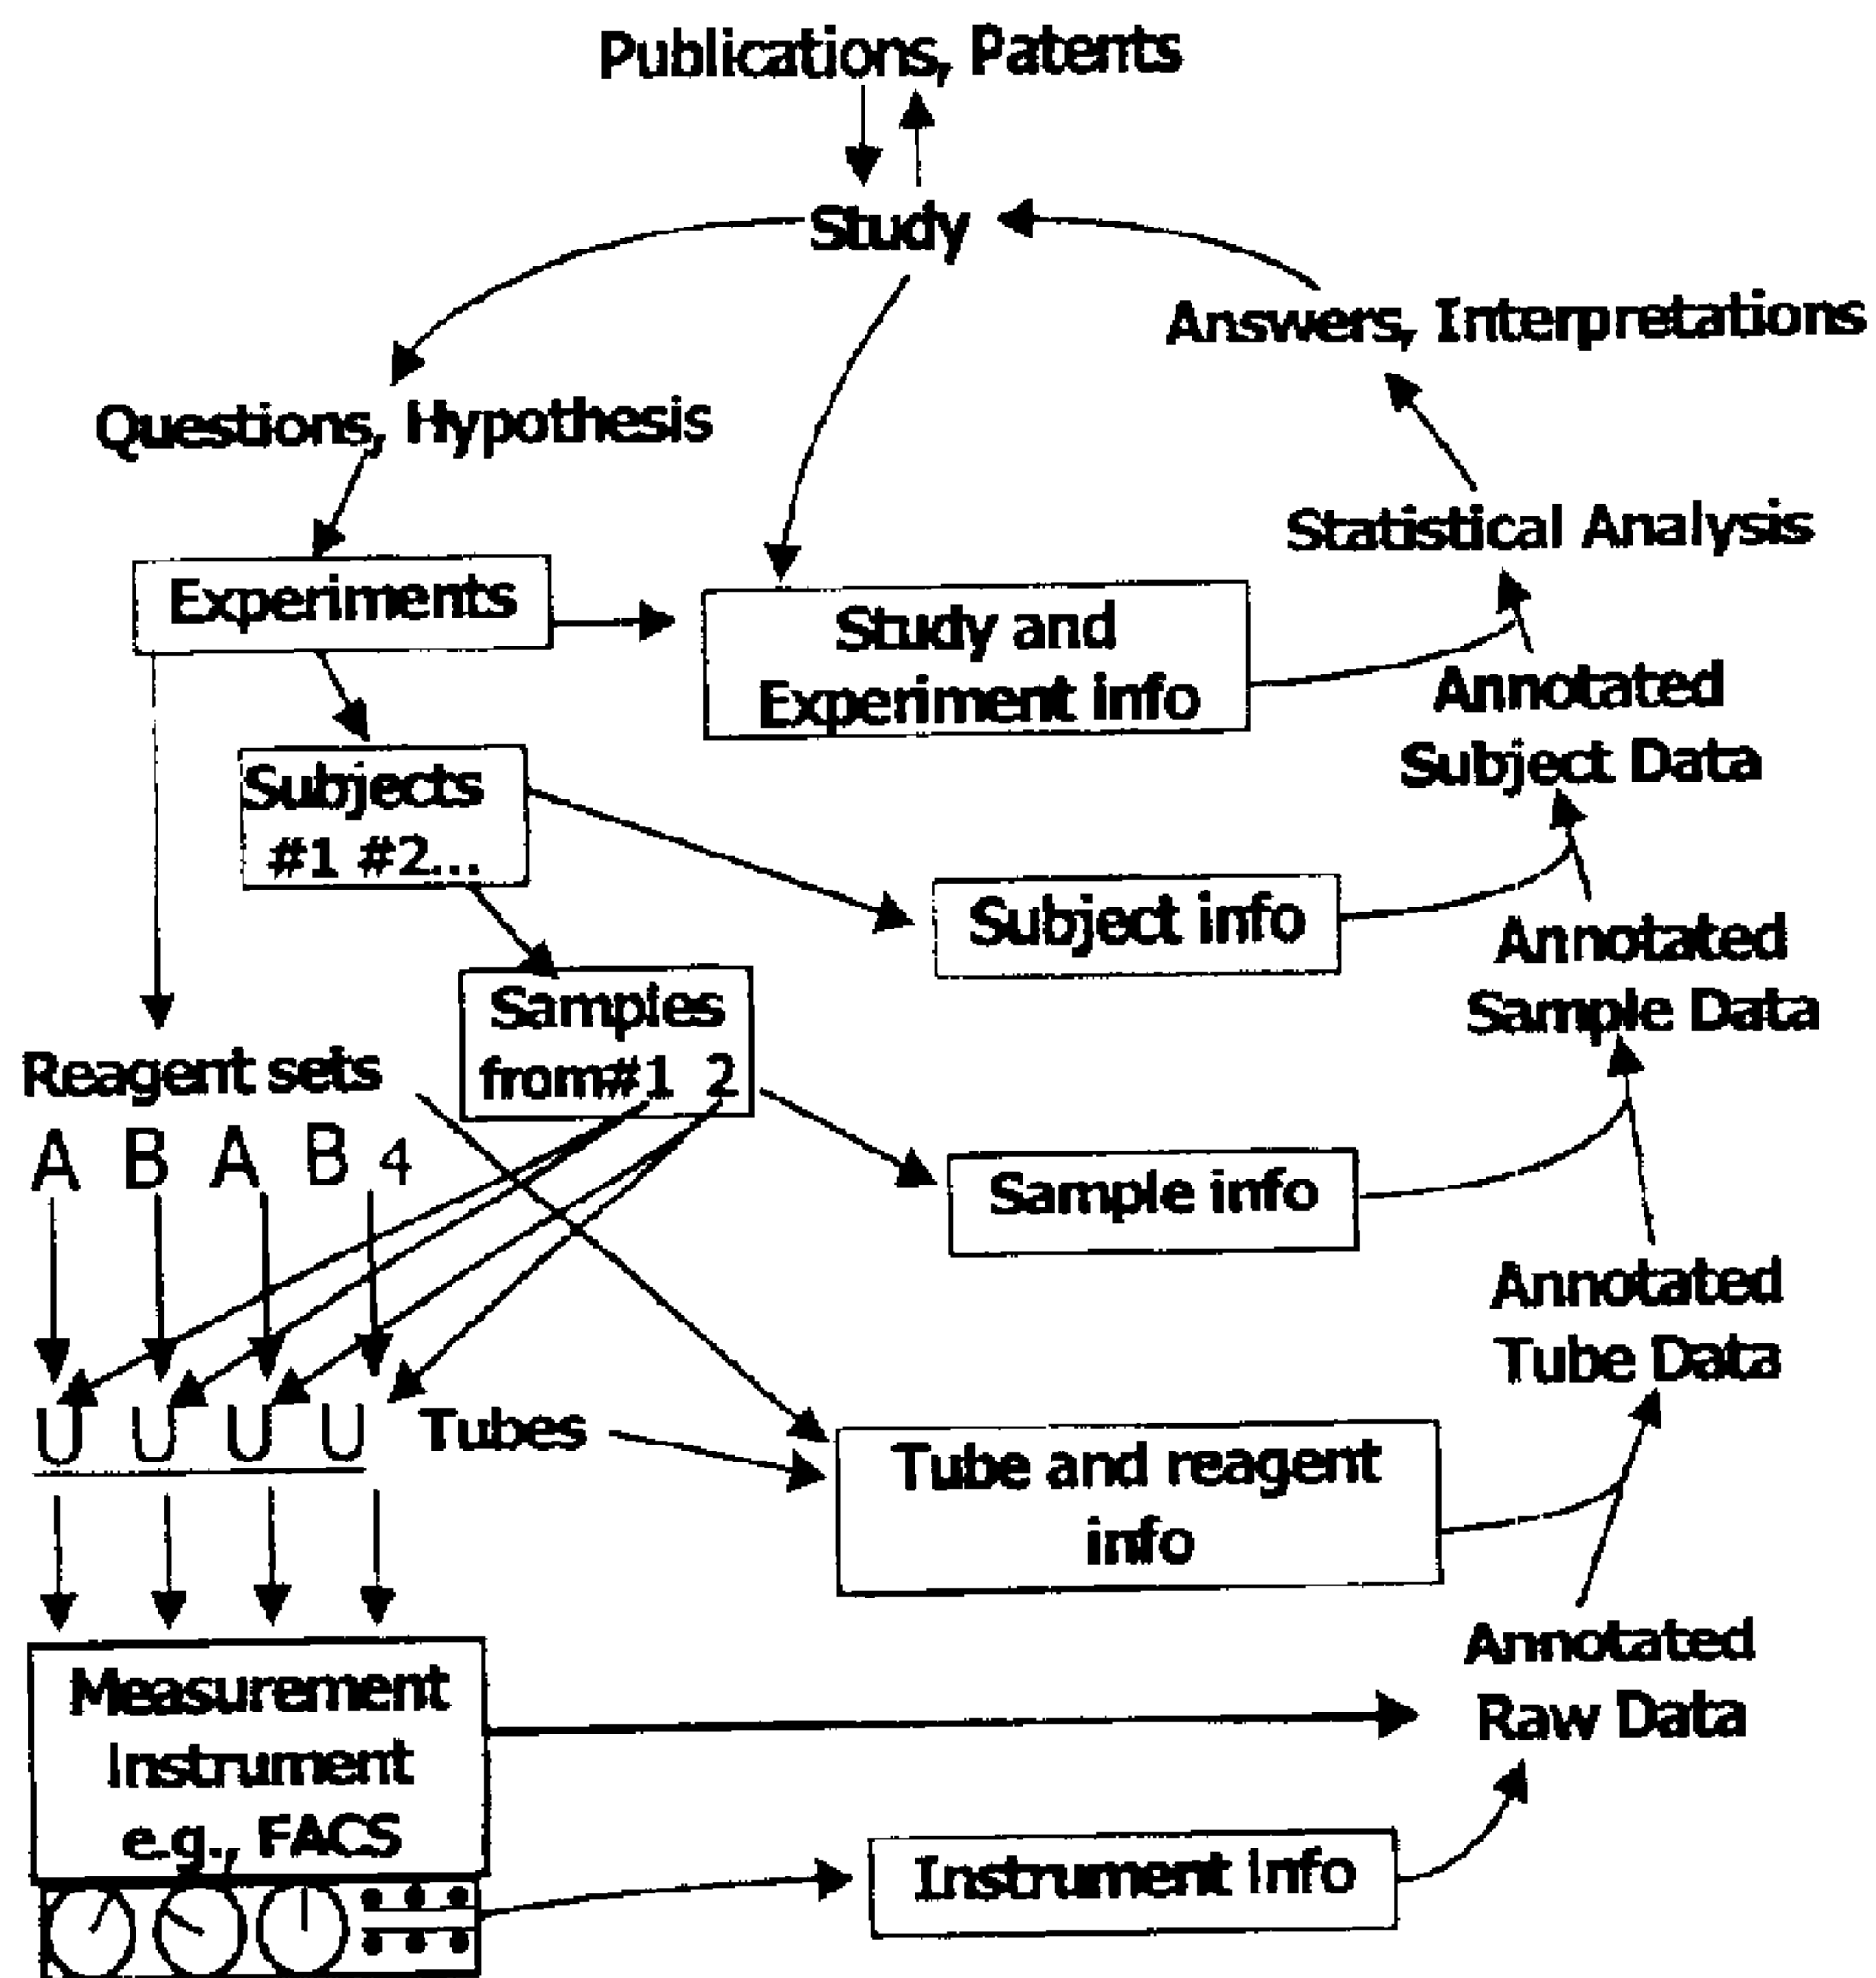 Publications, Patents
Study
Answers, Interpretations
Questions, Hypothesis
Statistical Analysis
Experiments
Study and
Experiment info
Annotated
Subject Data
Subjects
#1 #2...
Subject info
Annotated
Sample Data
Samples
from#1 2
Reagent sets
A B A B 4
Sample info
Annotated
Tube Data
U U U U Tubes
Tube and reagent
info
Annotated
Raw Data
Measurement
Instrument
e.g., FACS
Instrument Info